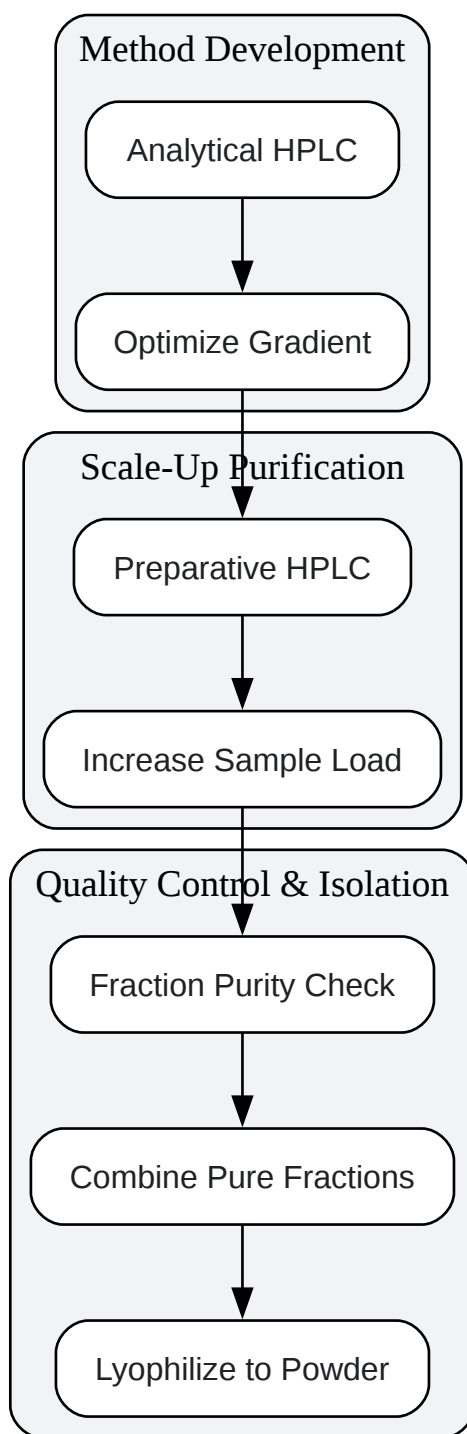 Method Development
Analytical HPLC
Optimize Gradient
Scale-Up Purification
Preparative HPLC
Increase Sample Load
Quality Control & Isolation
Fraction Purity Check
Combine Pure Fractions
Lyophilize to Powder